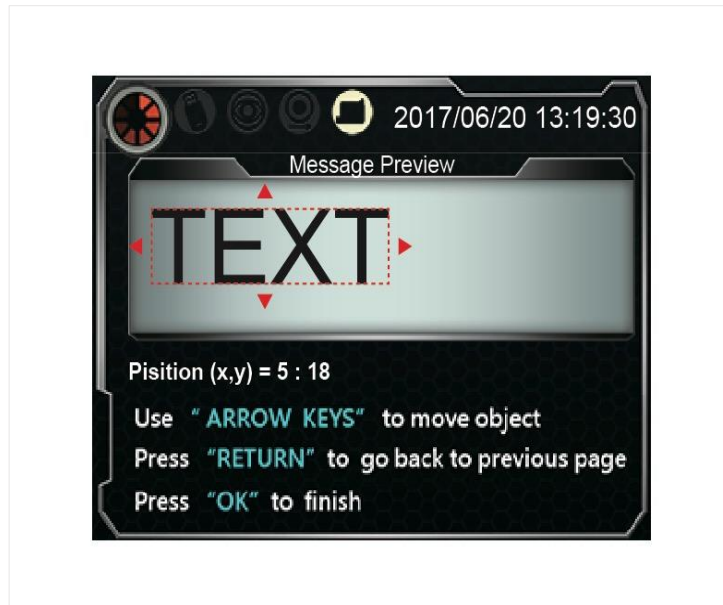 2017/06/20 13:19:30
Message Preview
TEXT
Pisition (x,y) = 5 : 18
Use “ ARROW KEYS” to move object
Press “RETURN” to go back to previous page
Press “OK” to finish